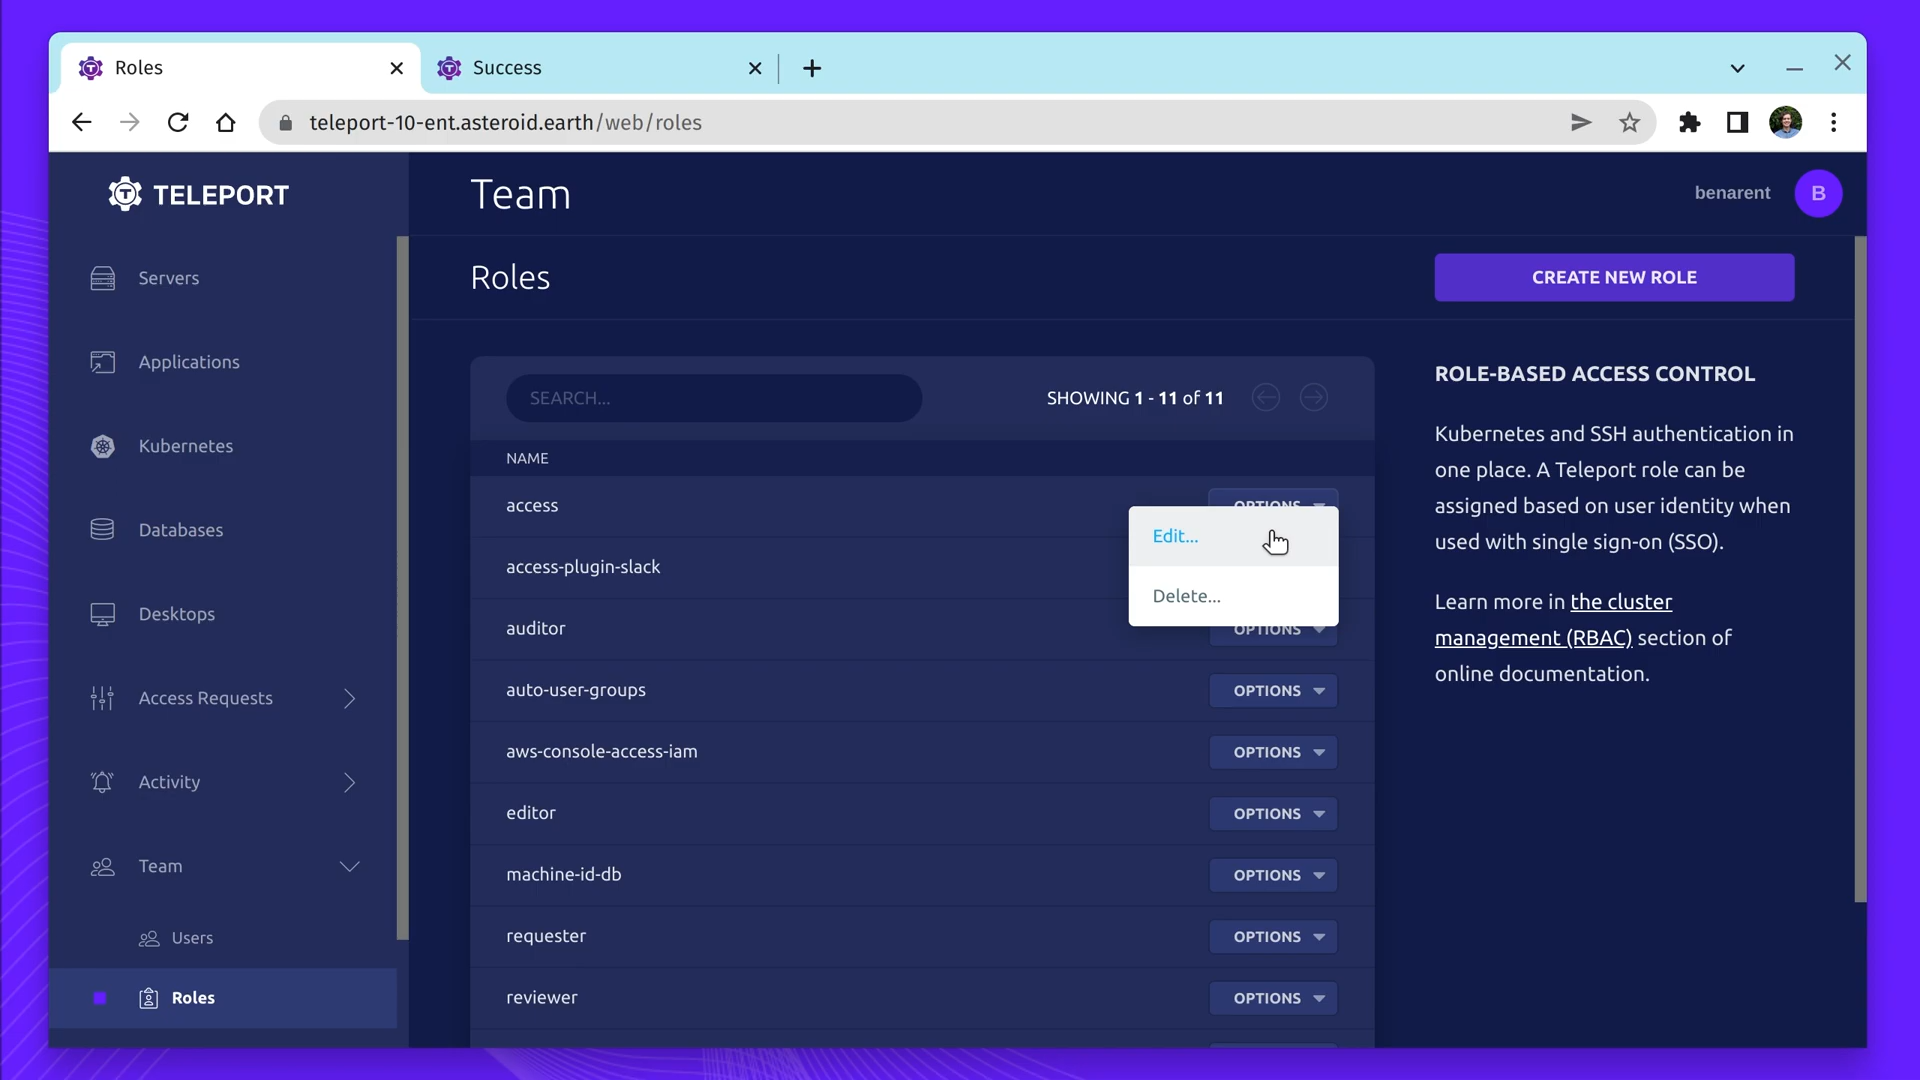 Roles
Success
teleport-10-ent.asteroid.earth/web/roles
TELEPORT
Team
benarent
B
Servers
Applications
Kubernetes
Databases
Desktops
Access Requests
Activity
Team
Users
Roles
Roles
CREATE NEW ROLE
SEARCH...
SHOWING 1 - 11 of 11
NAME
access
OPTIONS
Edit...
access-plugin-slack
Delete...
auditor
OPTIONS
auto-user-groups
OPTIONS
aws-console-access-iam
OPTIONS
editor
OPTIONS
machine-id-db
OPTIONS
requester
OPTIONS
reviewer
OPTIONS
ROLE-BASED ACCESS CONTROL
Kubernetes and SSH authentication in
one place. A Teleport role can be
assigned based on user identity when
used with single sign-on (SSO).
Learn more in the cluster
management (RBAC) section of
online documentation.